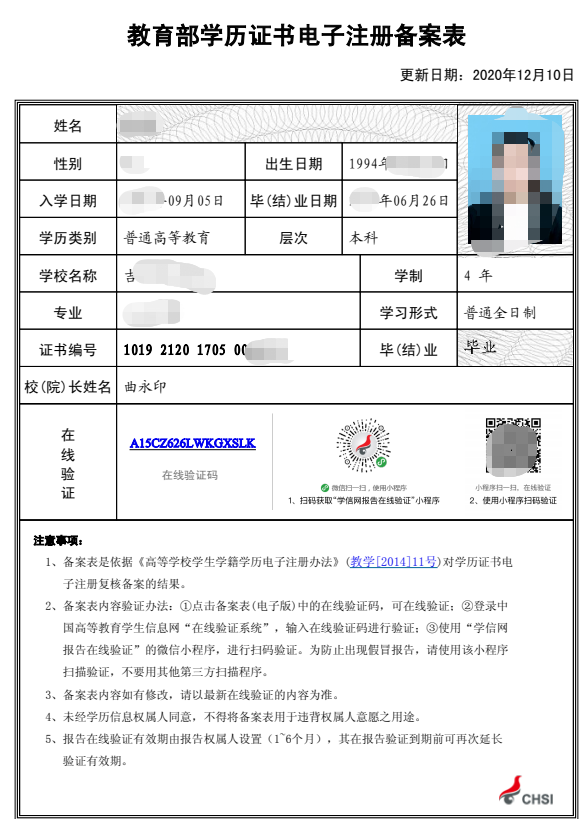 教育部学历证书电子注册备案表
更新日期：2020年12月10日
姓名
性别 出生日期 1994年
入学日期 -09月05日 毕(结)业日期 年06月26日
学历类别 普通高等教育 层次 本科
学校名称 吉 学制 4 年
专业 学习形式 普通全日制
证书编号 1019 2120 1705 00 毕(结)业 毕业
校(院)长姓名 曲永印
在线验证
A15CZ626LWKGXSLK
在线验证码
微信扫一扫，使用小程序
1、扫码获取“学信网报告在线验证”小程序
小程序扫一扫，在线验证
2、使用小程序扫码验证
注意事项：
1、备案表是依据《高等学校学生学籍学历电子注册办法》(教学[2014]11号)对学历证书电
子注册复核备案的结果。
2、备案表内容验证办法：①点击备案表(电子版)中的在线验证码，可在线验证；②登录中
国高等教育学生信息网“在线验证系统”，输入在线验证码进行验证；③使用“学信网
报告在线验证”的微信小程序，进行扫码验证。为防止出现假冒报告，请使用该小程序
扫描验证，不要用其他第三方扫描程序。
3、备案表内容如有修改，请以最新在线验证的内容为准。
4、未经学历信息权属人同意，不得将备案表用于违背权属人意愿之用途。
5、报告在线验证有效期由报告权属人设置（1~6个月），其在报告验证到期前可再次延长
验证有效期。
CHSI